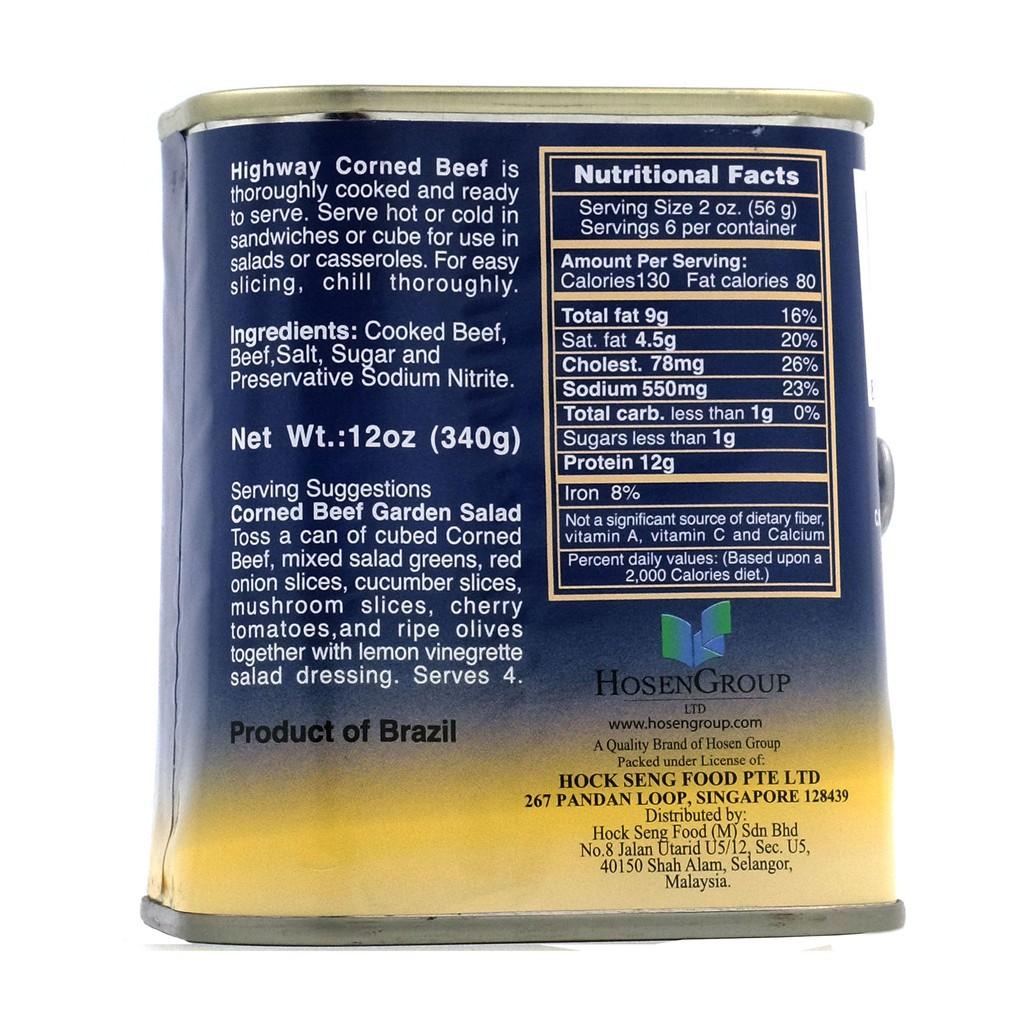 Highway Corned Beef is
thoroughly cooked and ready
to serve. Serve hot or cold in
sandwiches or cube for use in
salads or casseroles. For easy
slicing, chill thoroughly.
Ingredients: Cooked Beef,
Beef,Salt, Sugar and
Preservative Sodium Nitrite.
Net Wt.:12oz (340g)
Serving Suggestions
Corned Beef Garden Salad
Toss a can of cubed Corned
Beef, mixed salad greens, red
onion slices, cucumber slices,
mushroom slices, cherry
tomatoes,and ripe olives
together with lemon vinegrette
salad dressing. Serves 4.
Product of Brazil
Nutritional Facts
Serving Size 2 oz. (56 g)
Servings 6 per container
Amount Per Serving:
Calories130 Fat calories 80
Total fat 9g 16%
Sat. fat 4.5g 20%
Cholest. 78mg 26%
Sodium 550mg 23%
Total carb. less than 1g 0%
Sugars less than 1g
Protein 12g
Iron 8%
Not a significant source of dietary fiber,
vitamin A, vitamin C and Calcium
Percent daily values: (Based upon a
2,000 Calories diet.)
HOSENGROUP
LTD
www.hosengroup.com
A Quality Brand of Hosen Group
Packed under License of:
HOCK SENG FOOD PTE LTD
267 PANDAN LOOP, SINGAPORE 128439
Distributed by:
Hock Seng Food (M) Sdn Bhd
No.8 Jalan Utarid U5/12, Sec. U5,
40150 Shah Alam, Selangor,
Malaysia.